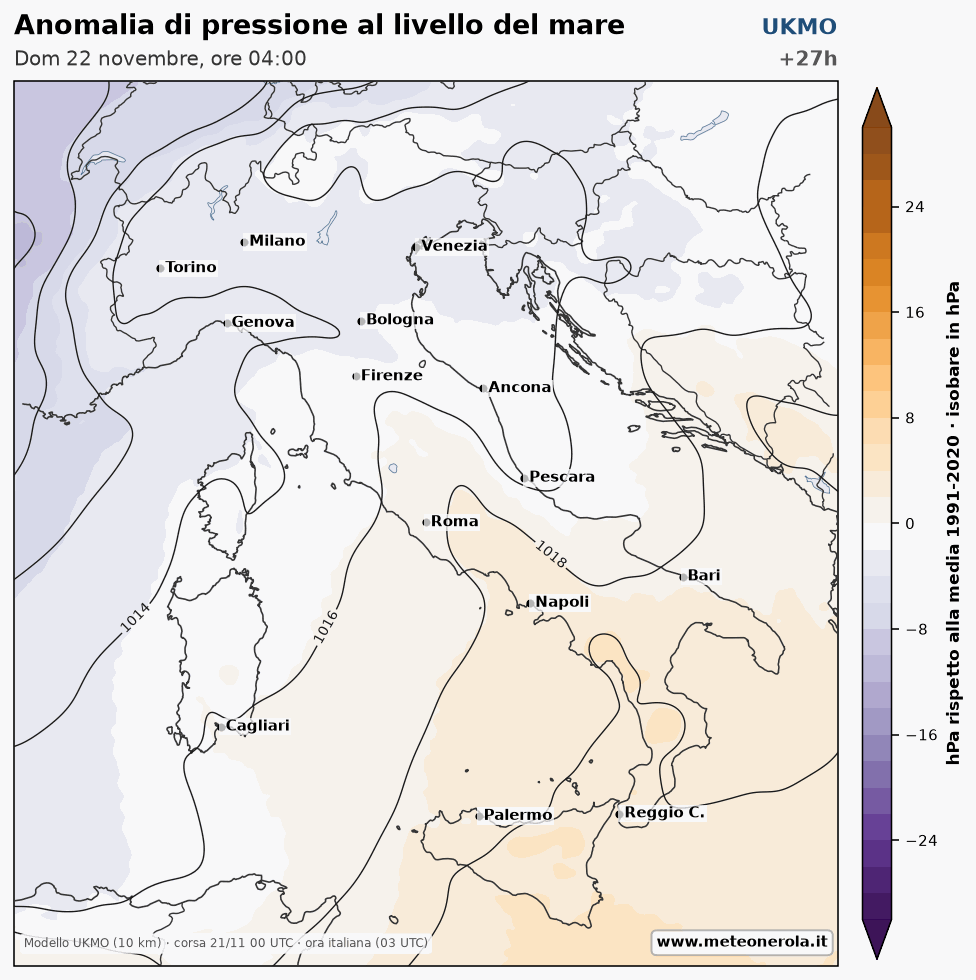 Anomalia di pressione al livello del mare
UKMO
Dom 22 novembre, ore 04:00
+27h
Milano
Venezia
Torino
Genova
Bologna
Firenze
Ancona
Pescara
Roma
1018
Bari
Napoli
1014
1016
Cagliari
Palermo
Reggio C.
24
16
8
0
−8
−16
−24
hPa rispetto alla media 1991-2020 · isobare in hPa
Modello UKMO (10 km) · corsa 21/11 00 UTC · ora italiana (03 UTC)
www.meteonerola.it